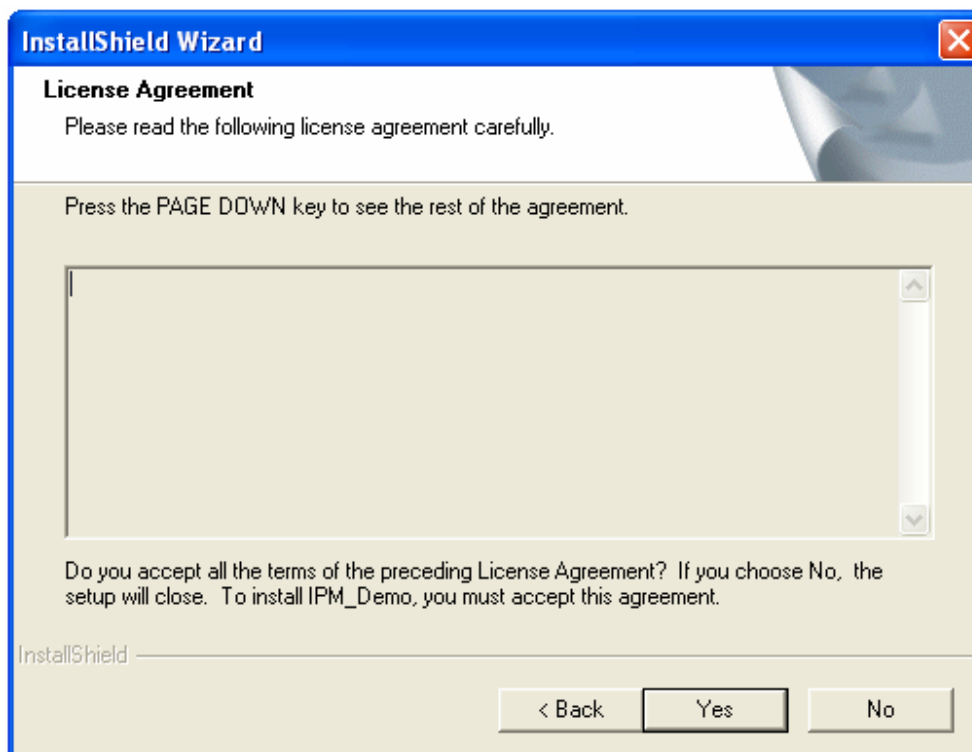 InstallShield Wizard
License Agreement
Please read the following license agreement carefully.
Press the PAGE DOWN key to see the rest of the agreement.
Do you accept all the terms of the preceding License Agreement?  If you choose No,  the
setup will close.  To install IPM_Demo, you must accept this agreement.
InstallShield
< Back
Yes
No